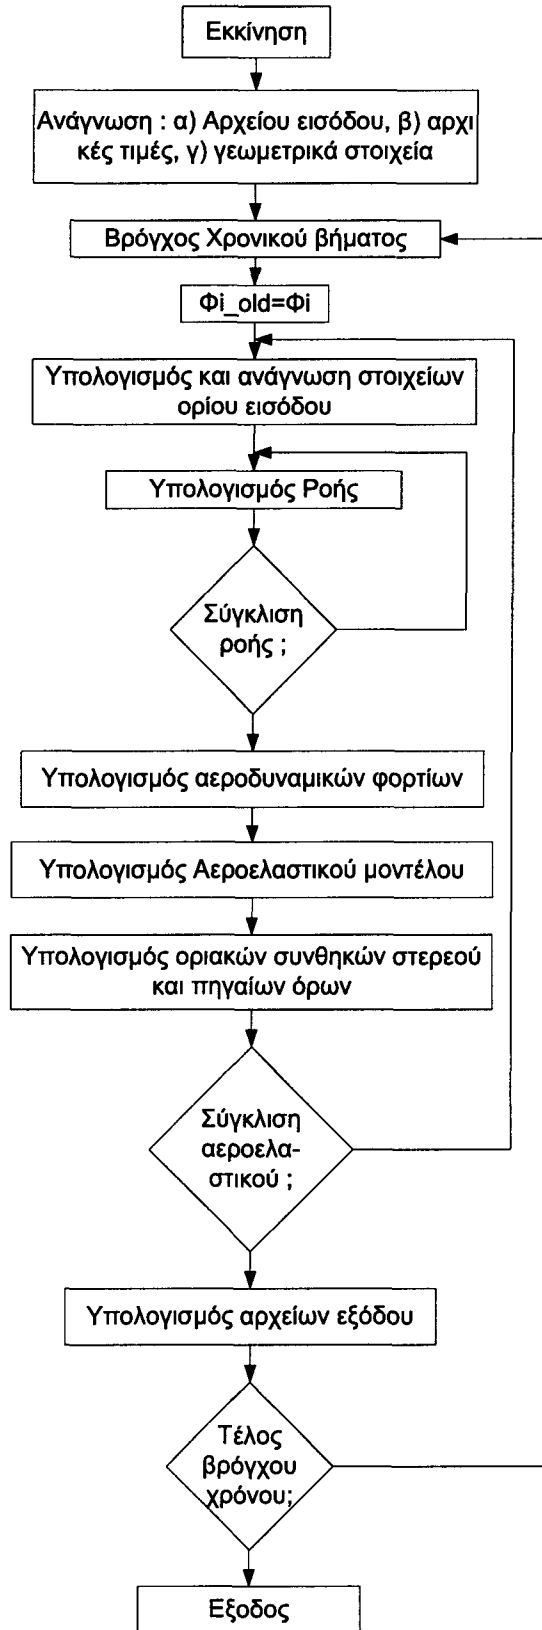 Εκκίνηση
Ανάγνωση : α) Αρχείου εισόδου, β) αρχι
κές τιμές, γ) γεωμετρικά στοιχεία
Βρόγχος Χρονικού βήματος
Φi_old=Φi
Υπολογισμός και ανάγνωση στοιχείων
ορίου εισόδου
Υπολογισμός Ροής
Σύγκλιση
ροής ;
Υπολογισμός αεροδυναμικών φορτίων
Υπολογισμός Αεροελαστικού μοντέλου
Υπολογισμός οριακών συνθηκών στερεού
και πηγαίων όρων
Σύγκλιση
αεροελα-
στικού ;
Υπολογισμός αρχείων εξόδου
Τέλος
βρόγχου
χρόνου;
Εξοδος